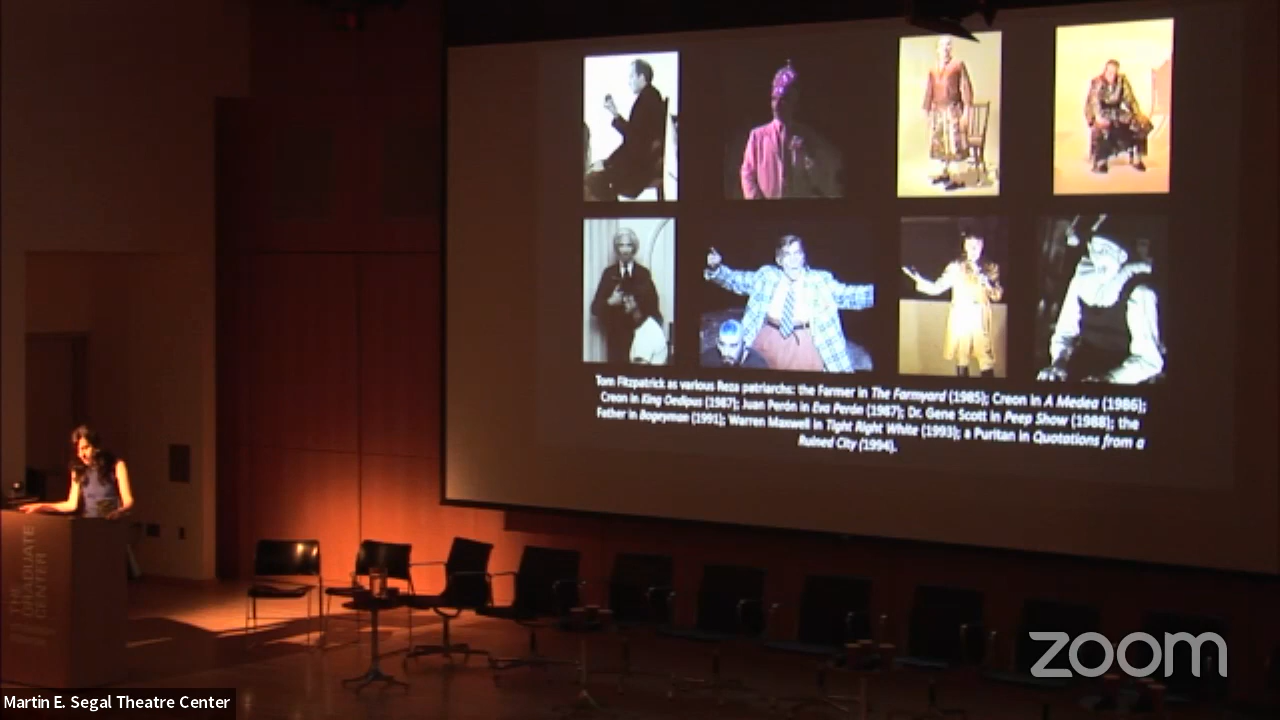 Tom Fitzpatrick as various Reza patriarchs: the Farmer in The Farmyard (1985); Creon in A Medea (1986);
Creon in King Oedipus (1987); Juan Perón in Eva Perón (1987); Dr. Gene Scott in Peep Show (1988); the
Father in Bogeyman (1991); Warren Maxwell in Tight Right White (1993); a Puritan in Quotations from a
Ruined City (1994).
THE
GRADUATE
CENTER
zoom
Martin E. Segal Theatre Center